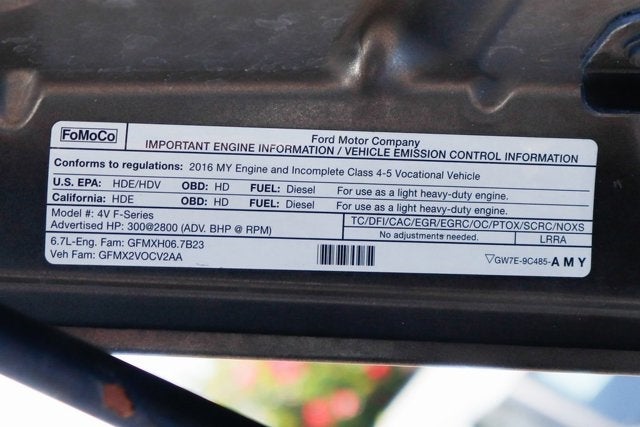 FoMoCo
Ford Motor Company
IMPORTANT ENGINE INFORMATION / VEHICLE EMISSION CONTROL INFORMATION
Conforms to regulations: 2016 MY Engine and Incomplete Class 4-5 Vocational Vehicle
U.S. EPA: HDE/HDV OBD: HD FUEL: Diesel For use as a light heavy-duty engine.
California: HDE OBD: HD FUEL: Diesel For use as a light heavy-duty engine.
Model #: 4V F-Series
Advertised HP: 300@2800 (ADV. BHP @ RPM)
TC/DFI/CAC/EGR/EGRC/OC/PTOX/SCRC/NOXS
No adjustments needed. LRRA
6.7L-Eng. Fam: GFMXH06.7B23
Veh Fam: GFMX2VOCV2AA
▽GW7E-9C485-AMY